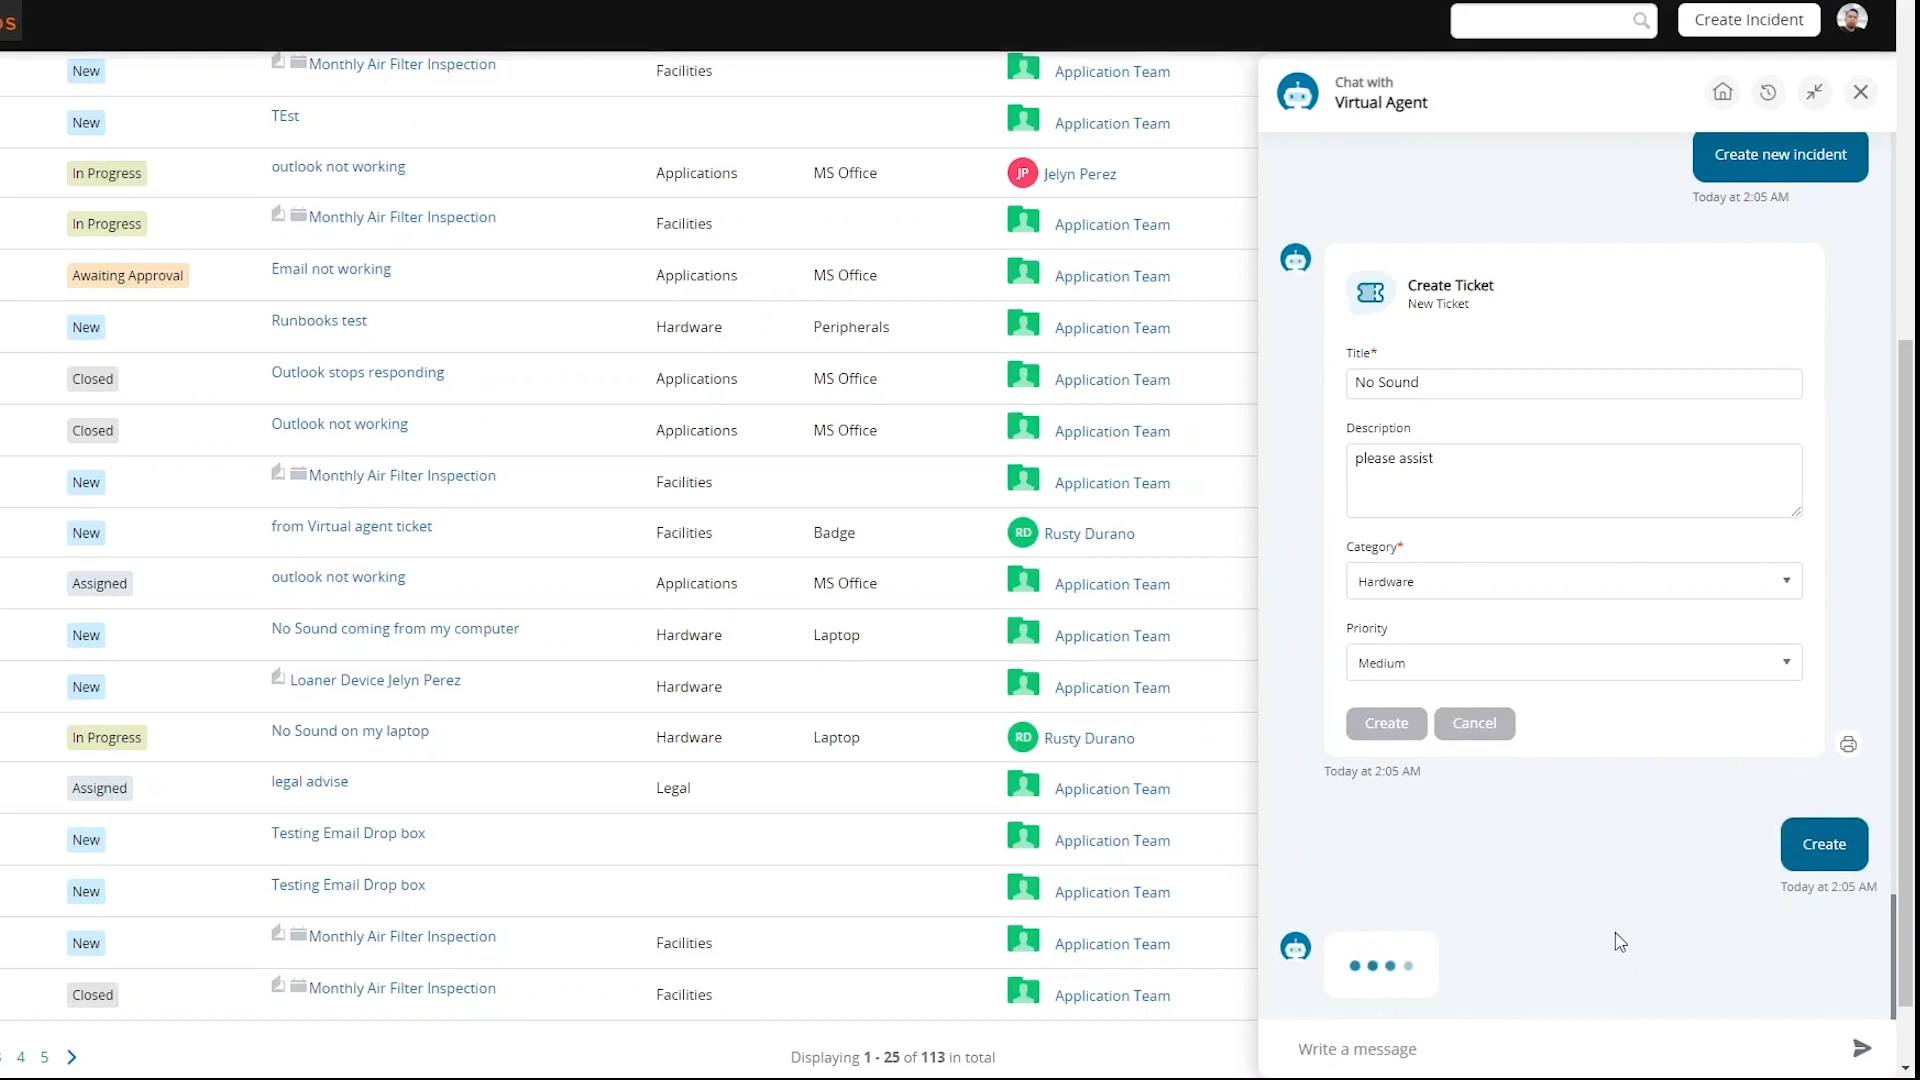 OS
Create Incident
New Monthly Air Filter Inspection Facilities Application Team
New TEst Application Team
In Progress outlook not working Applications MS Office JP Jelyn Perez
In Progress Monthly Air Filter Inspection Facilities Application Team
Awaiting Approval Email not working Applications MS Office Application Team
New Runbooks test Hardware Peripherals Application Team
Closed Outlook stops responding Applications MS Office Application Team
Closed Outlook not working Applications MS Office Application Team
New Monthly Air Filter Inspection Facilities Application Team
New from Virtual agent ticket Facilities Badge RD Rusty Durano
Assigned outlook not working Applications MS Office Application Team
New No Sound coming from my computer Hardware Laptop Application Team
New Loaner Device Jelyn Perez Hardware Application Team
In Progress No Sound on my laptop Hardware Laptop RD Rusty Durano
Assigned legal advise Legal Application Team
New Testing Email Drop box Application Team
New Testing Email Drop box Application Team
New Monthly Air Filter Inspection Facilities Application Team
Closed Monthly Air Filter Inspection Facilities Application Team
4 5
Displaying 1 - 25 of 113 in total
Chat with
Virtual Agent
Create new incident
Today at 2:05 AM
Create Ticket
New Ticket
Title*
No Sound
Description
please assist
Category*
Hardware
Priority
Medium
Create Cancel
Today at 2:05 AM
Create
Today at 2:05 AM
Write a message